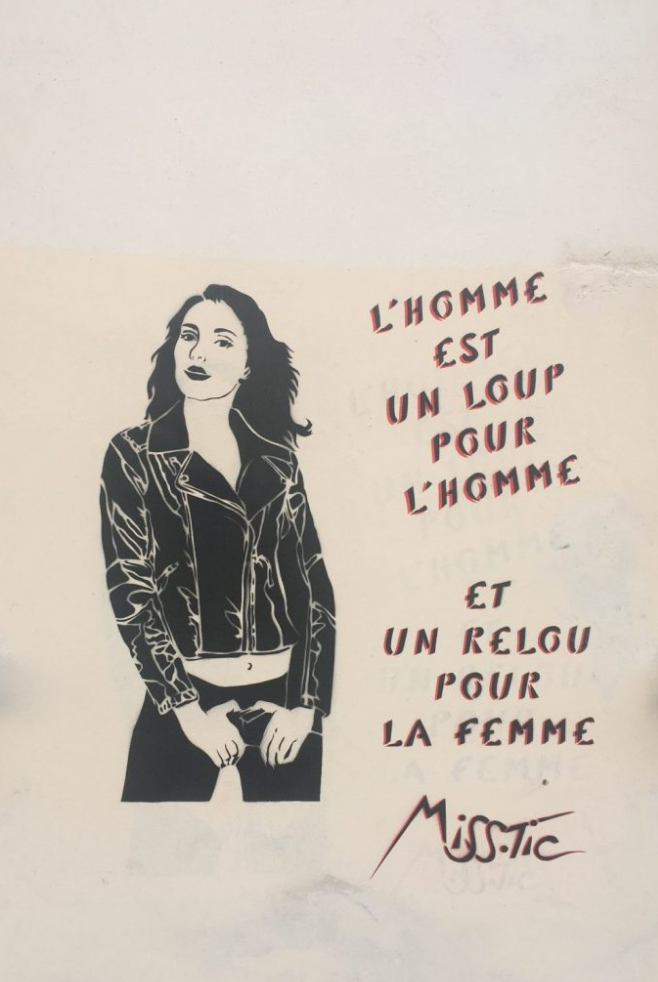 L'HOMME
EST
UN LOUP
POUR
L'HOMME
ET
UN RELOU
POUR
LA FEMME
Miss.Tic